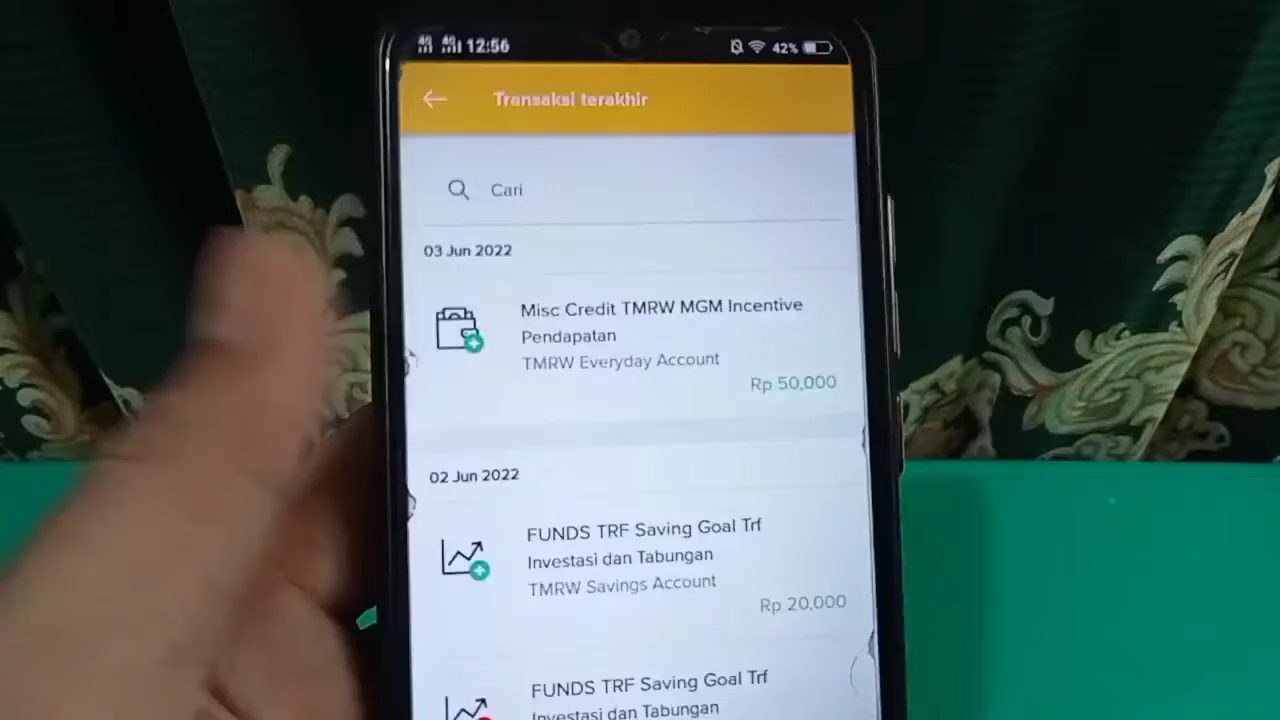 4G 4G 12:56 42%
Transaksi terakhir
Cari
03 Jun 2022
Misc Credit TMRW MGM Incentive
Pendapatan
TMRW Everyday Account
Rp 50,000
02 Jun 2022
FUNDS TRF Saving Goal Trf
Investasi dan Tabungan
TMRW Savings Account
Rp 20,000
FUNDS TRF Saving Goal Trf
Investasi dan Tabungan